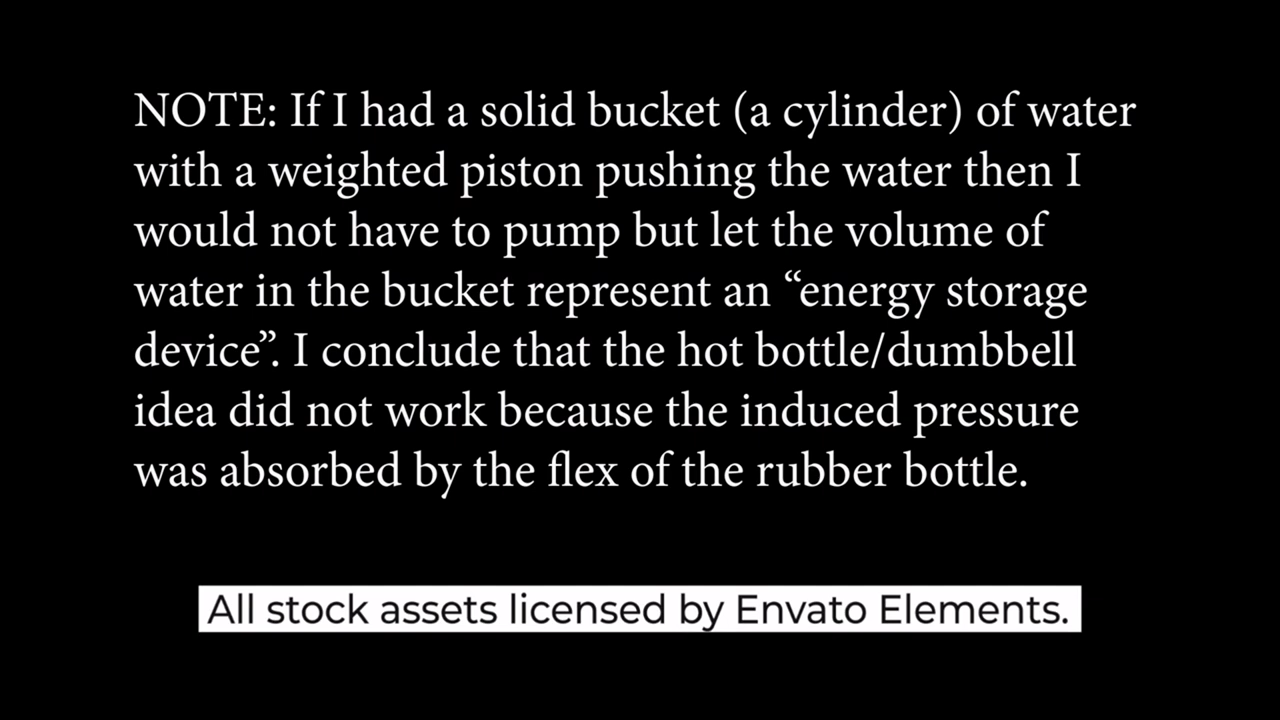 NOTE: If I had a solid bucket (a cylinder) of water
with a weighted piston pushing the water then I
would not have to pump but let the volume of
water in the bucket represent an “energy storage
device”. I conclude that the hot bottle/dumbbell
idea did not work because the induced pressure
was absorbed by the flex of the rubber bottle.
All stock assets licensed by Envato Elements.